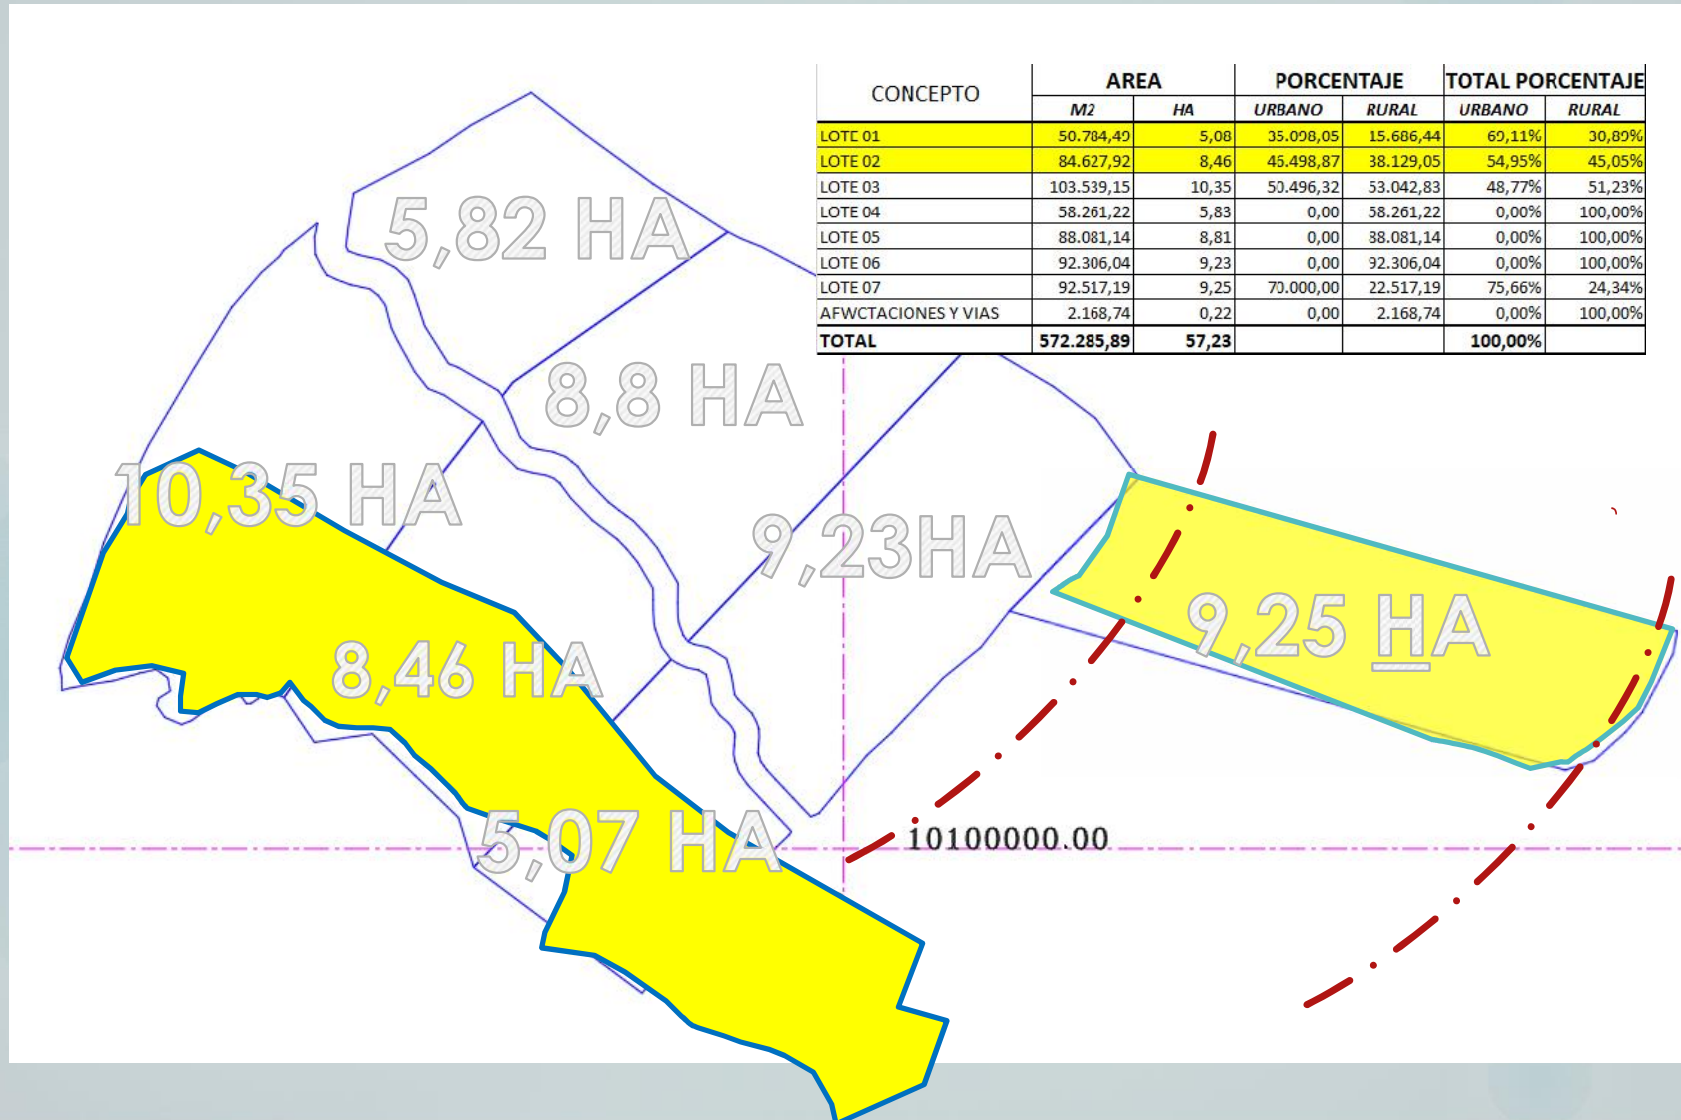 CONCEPTO AREA PORCENTAJE TOTAL PORCENTAJE
M2 HA URBANO RURAL URBANO RURAL
LOTE 01 50.784,49 5,08 35.098,05 15.686,44 69,11% 30,89%
LOTE 02 84.627,92 8,46 46.498,87 38.129,05 54,95% 45,05%
LOTE 03 103.539,15 10,35 50.496,32 53.042,83 48,77% 51,23%
LOTE 04 58.261,22 5,83 0,00 58.261,22 0,00% 100,00%
LOTE 05 88.081,14 8,81 0,00 88.081,14 0,00% 100,00%
LOTE 06 92.306,04 9,23 0,00 92.306,04 0,00% 100,00%
LOTE 07 92.517,19 9,25 70.000,00 22.517,19 75,66% 24,34%
AFWCTACIONES Y VIAS 2.168,74 0,22 0,00 2.168,74 0,00% 100,00%
TOTAL 572.285,89 57,23 100,00%
5,82 HA
8,8 HA
10,35 HA
9,23HA
9,25 HA
8,46 HA
5,07 HA
10100000.00